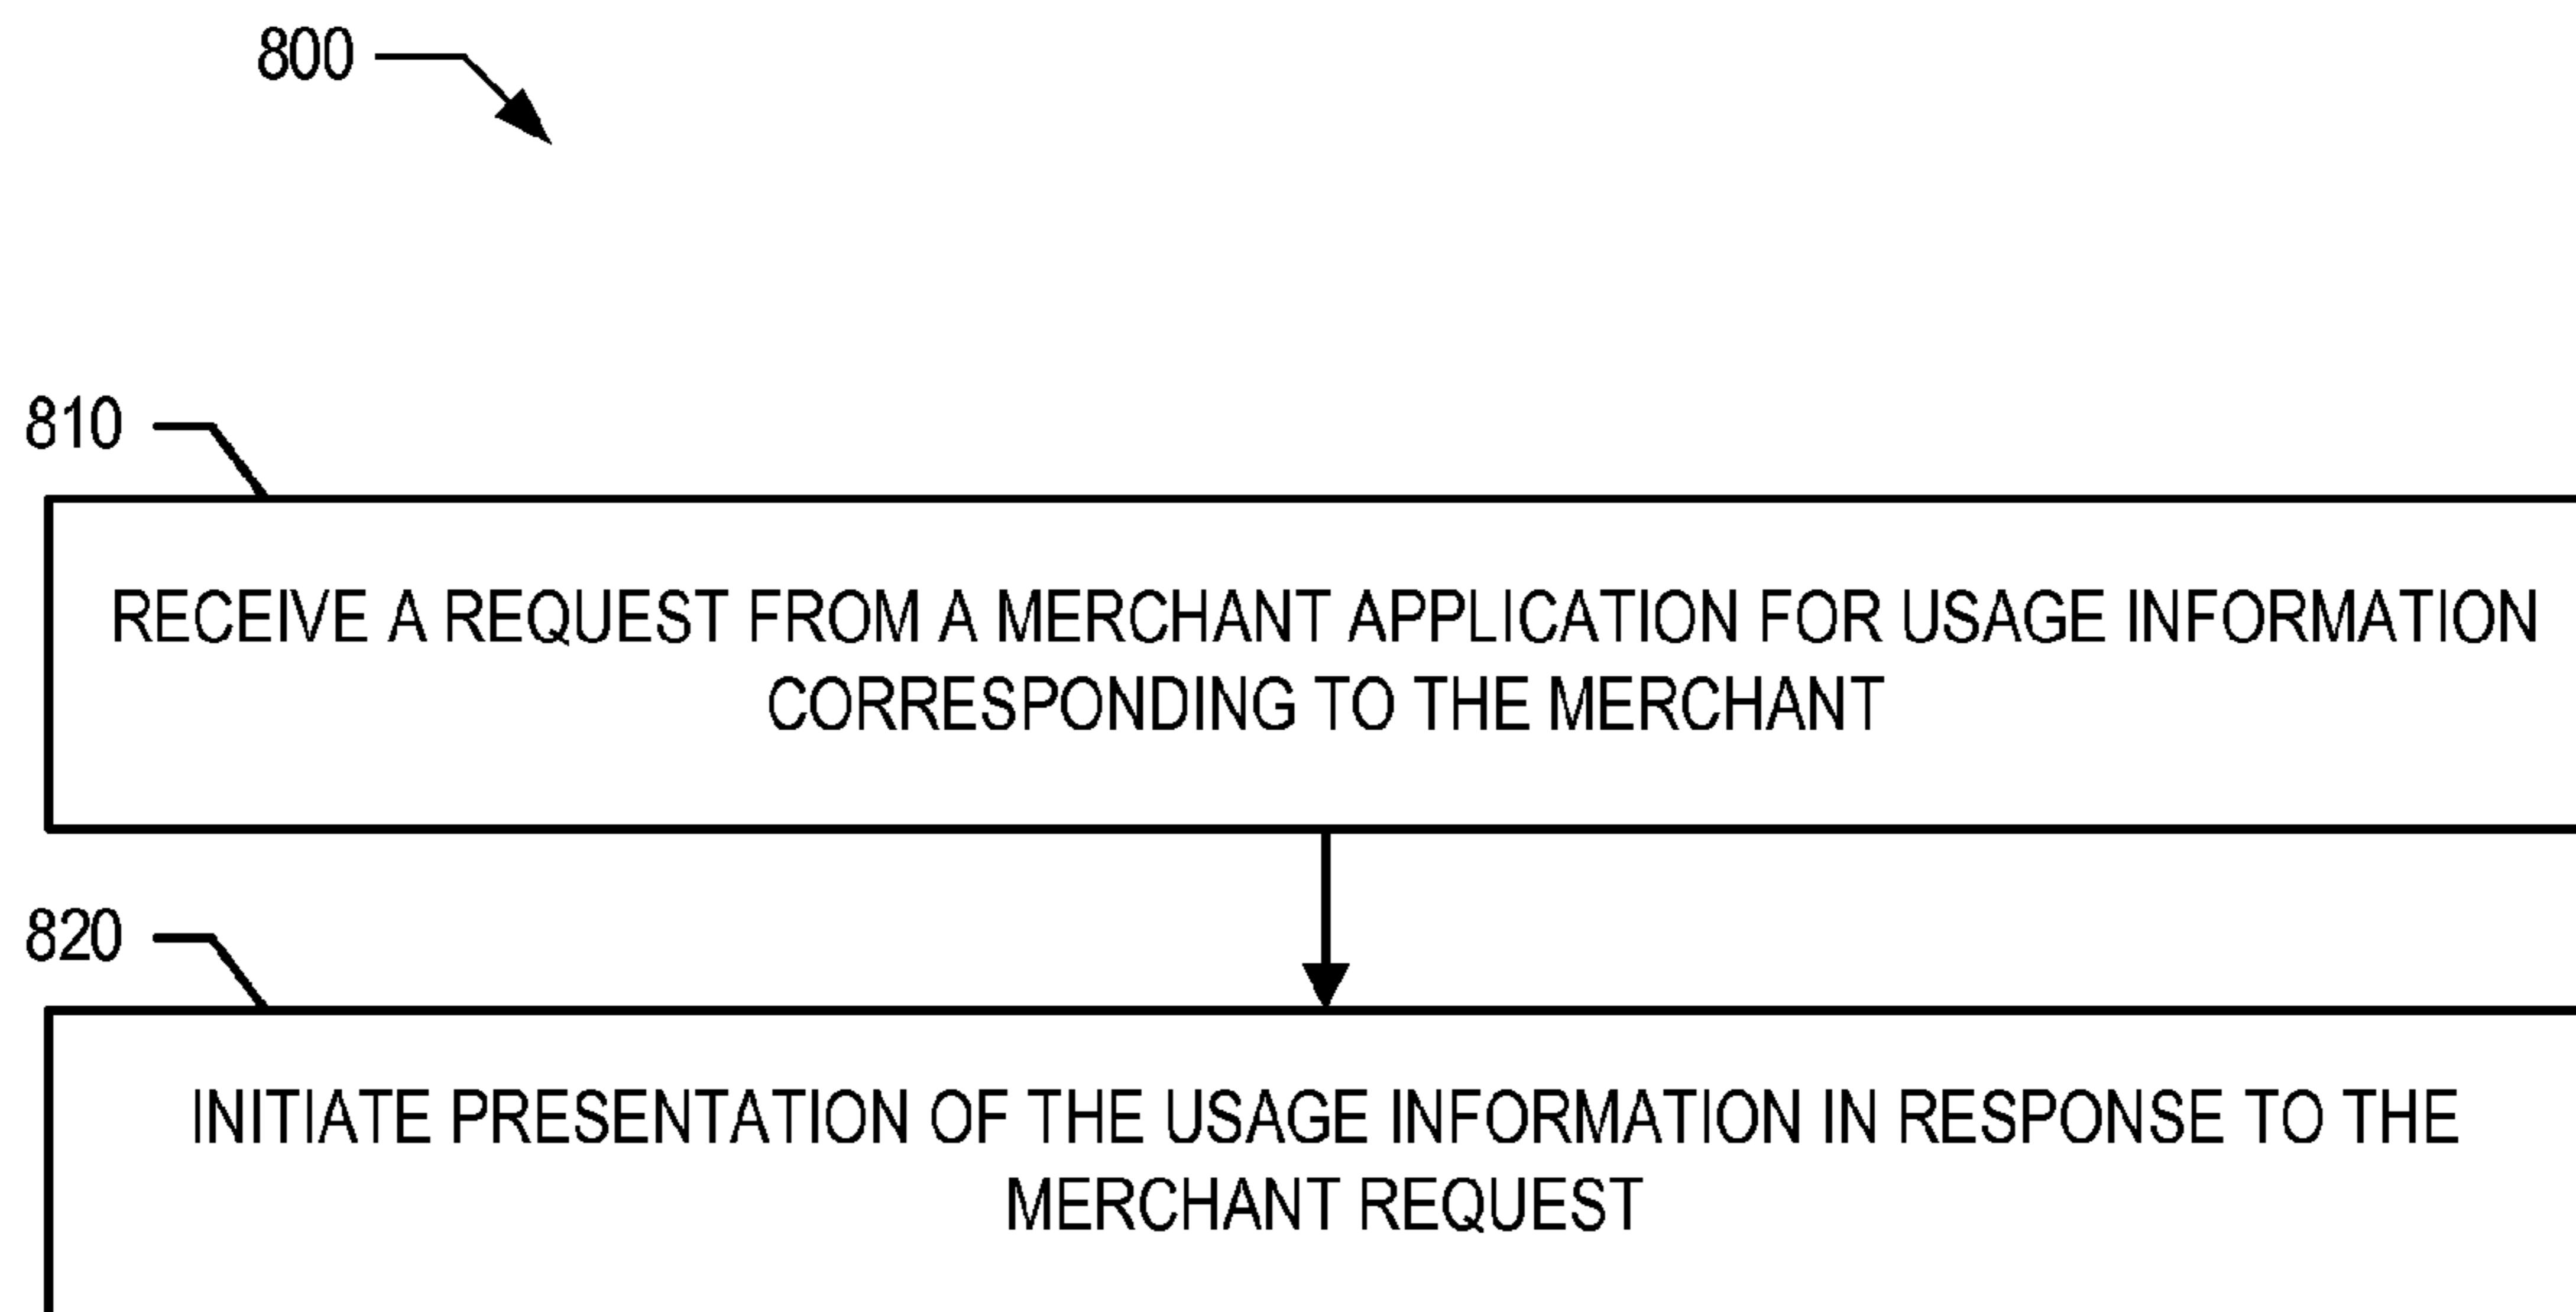 800
810
RECEIVE A REQUEST FROM A MERCHANT APPLICATION FOR USAGE INFORMATION
CORRESPONDING TO THE MERCHANT
820
INITIATE PRESENTATION OF THE USAGE INFORMATION IN RESPONSE TO THE
MERCHANT REQUEST